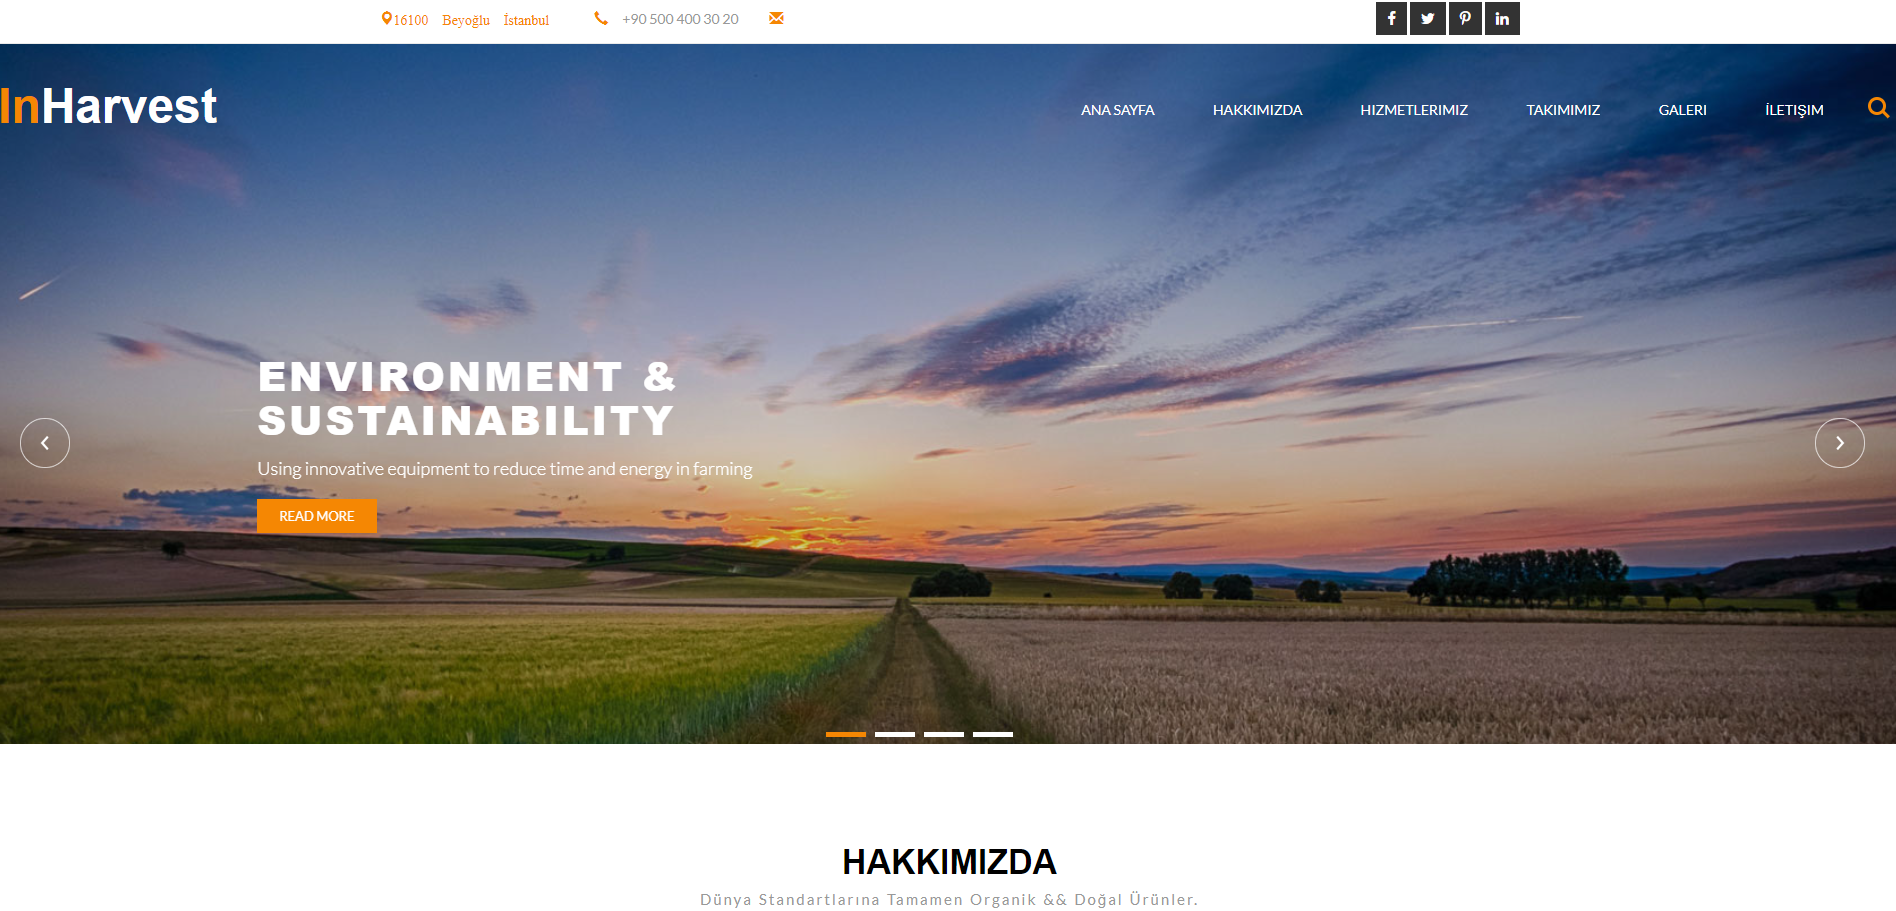 16100 Beyoğlu İstanbul +90 500 400 30 20
InHarvest
ANA SAYFA HAKKIMIZDA HIZMETLERIMIZ TAKIMIMIZ GALERI İLETIŞIM
ENVIRONMENT &
SUSTAINABILITY
Using innovative equipment to reduce time and energy in farming
READ MORE
HAKKIMIZDA
Dünya Standartlarına Tamamen Organik && Doğal Ürünler.